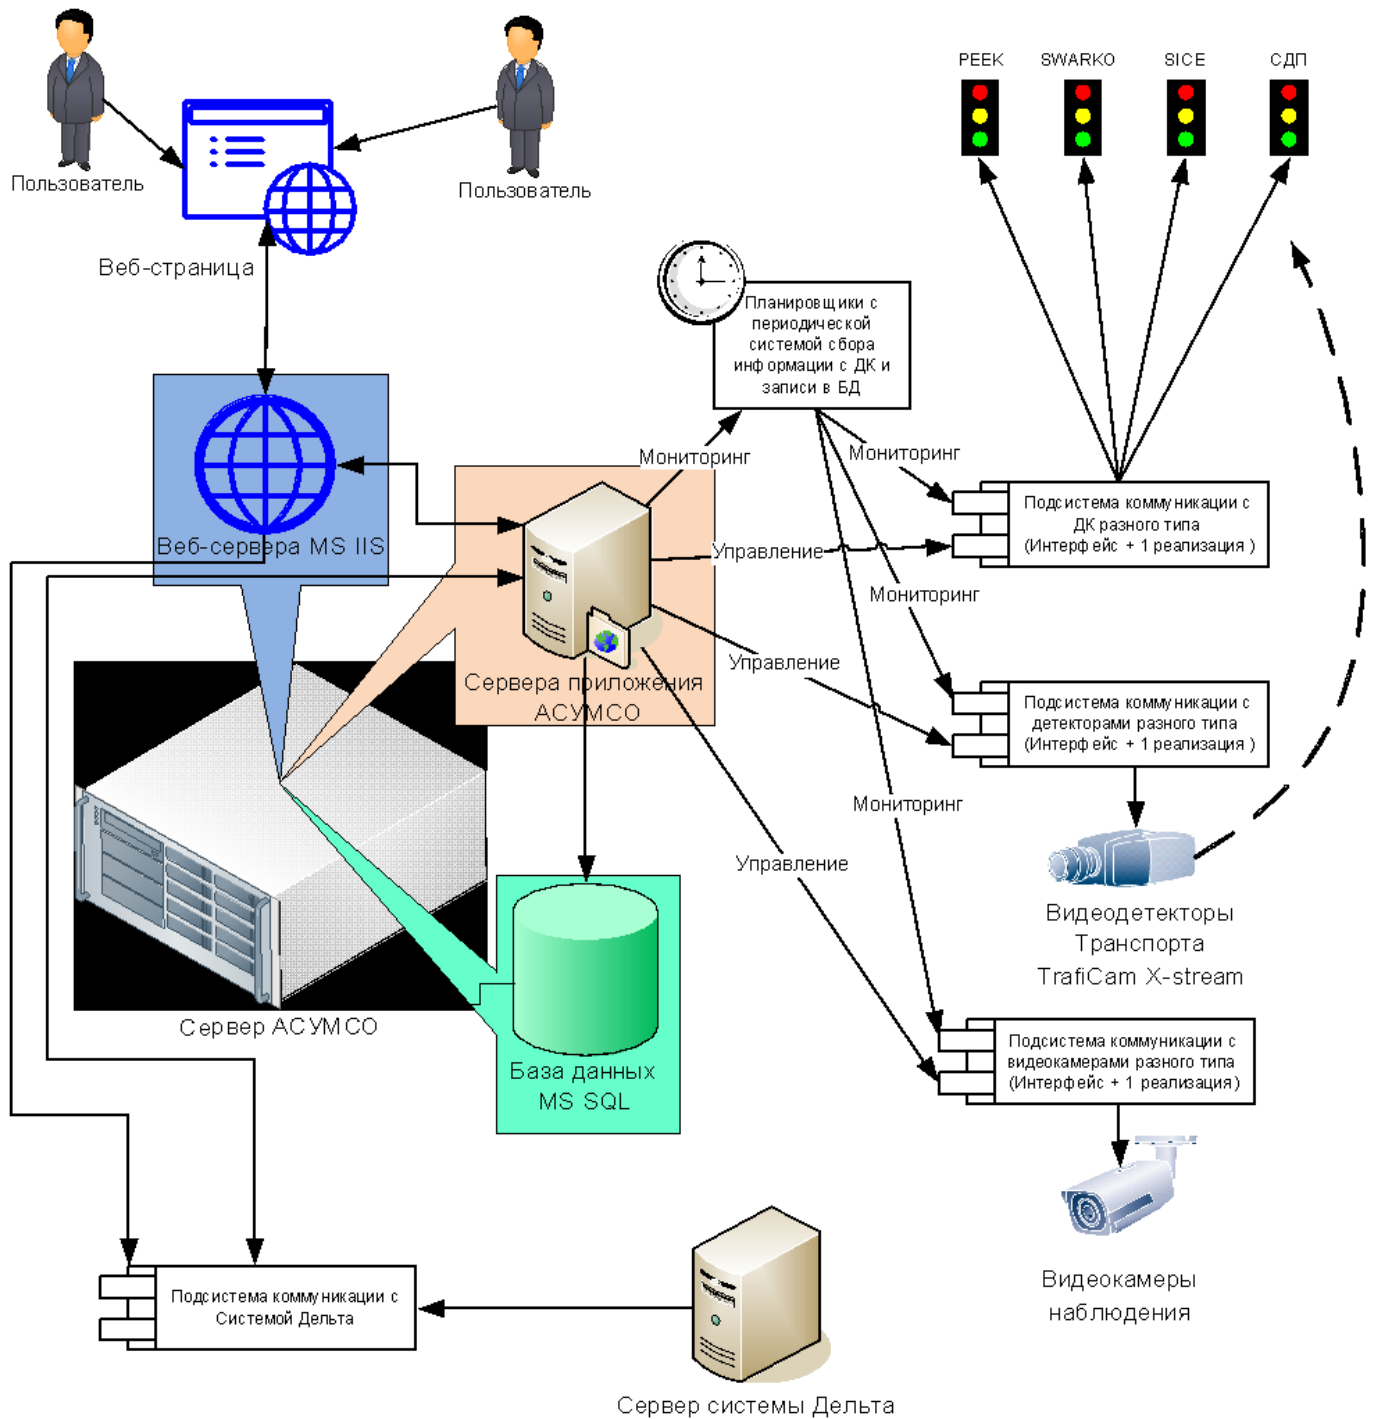 PEEK
SWARKO
SICE
СДП
Пользователь
Пользователь
Веб-страница
Планировщики с
периодической
системой сбора
информации с ДК и
записи в БД
Мониторинг
Мониторинг
Подсистема коммуникации с
ДК разного типа
(Интерфейс + 1 реализация )
Веб-сервера MS IIS
Управление
Мониторинг
Управление
Сервера приложения
АСУМСО
Подсистема коммуникации с
детекторами разного типа
(Интерфейс + 1 реализация )
Мониторинг
Управление
Видеодетекторы
Транспорта
TrafiCam X-stream
Сервер АСУМСО
База данных
MS SQL
Подсистема коммуникации с
видеокамерами разного типа
(Интерфейс + 1 реализация )
Видеокамеры
наблюдения
Подсистема коммуникации с
Системой Дельта
Сервер системы Дельта